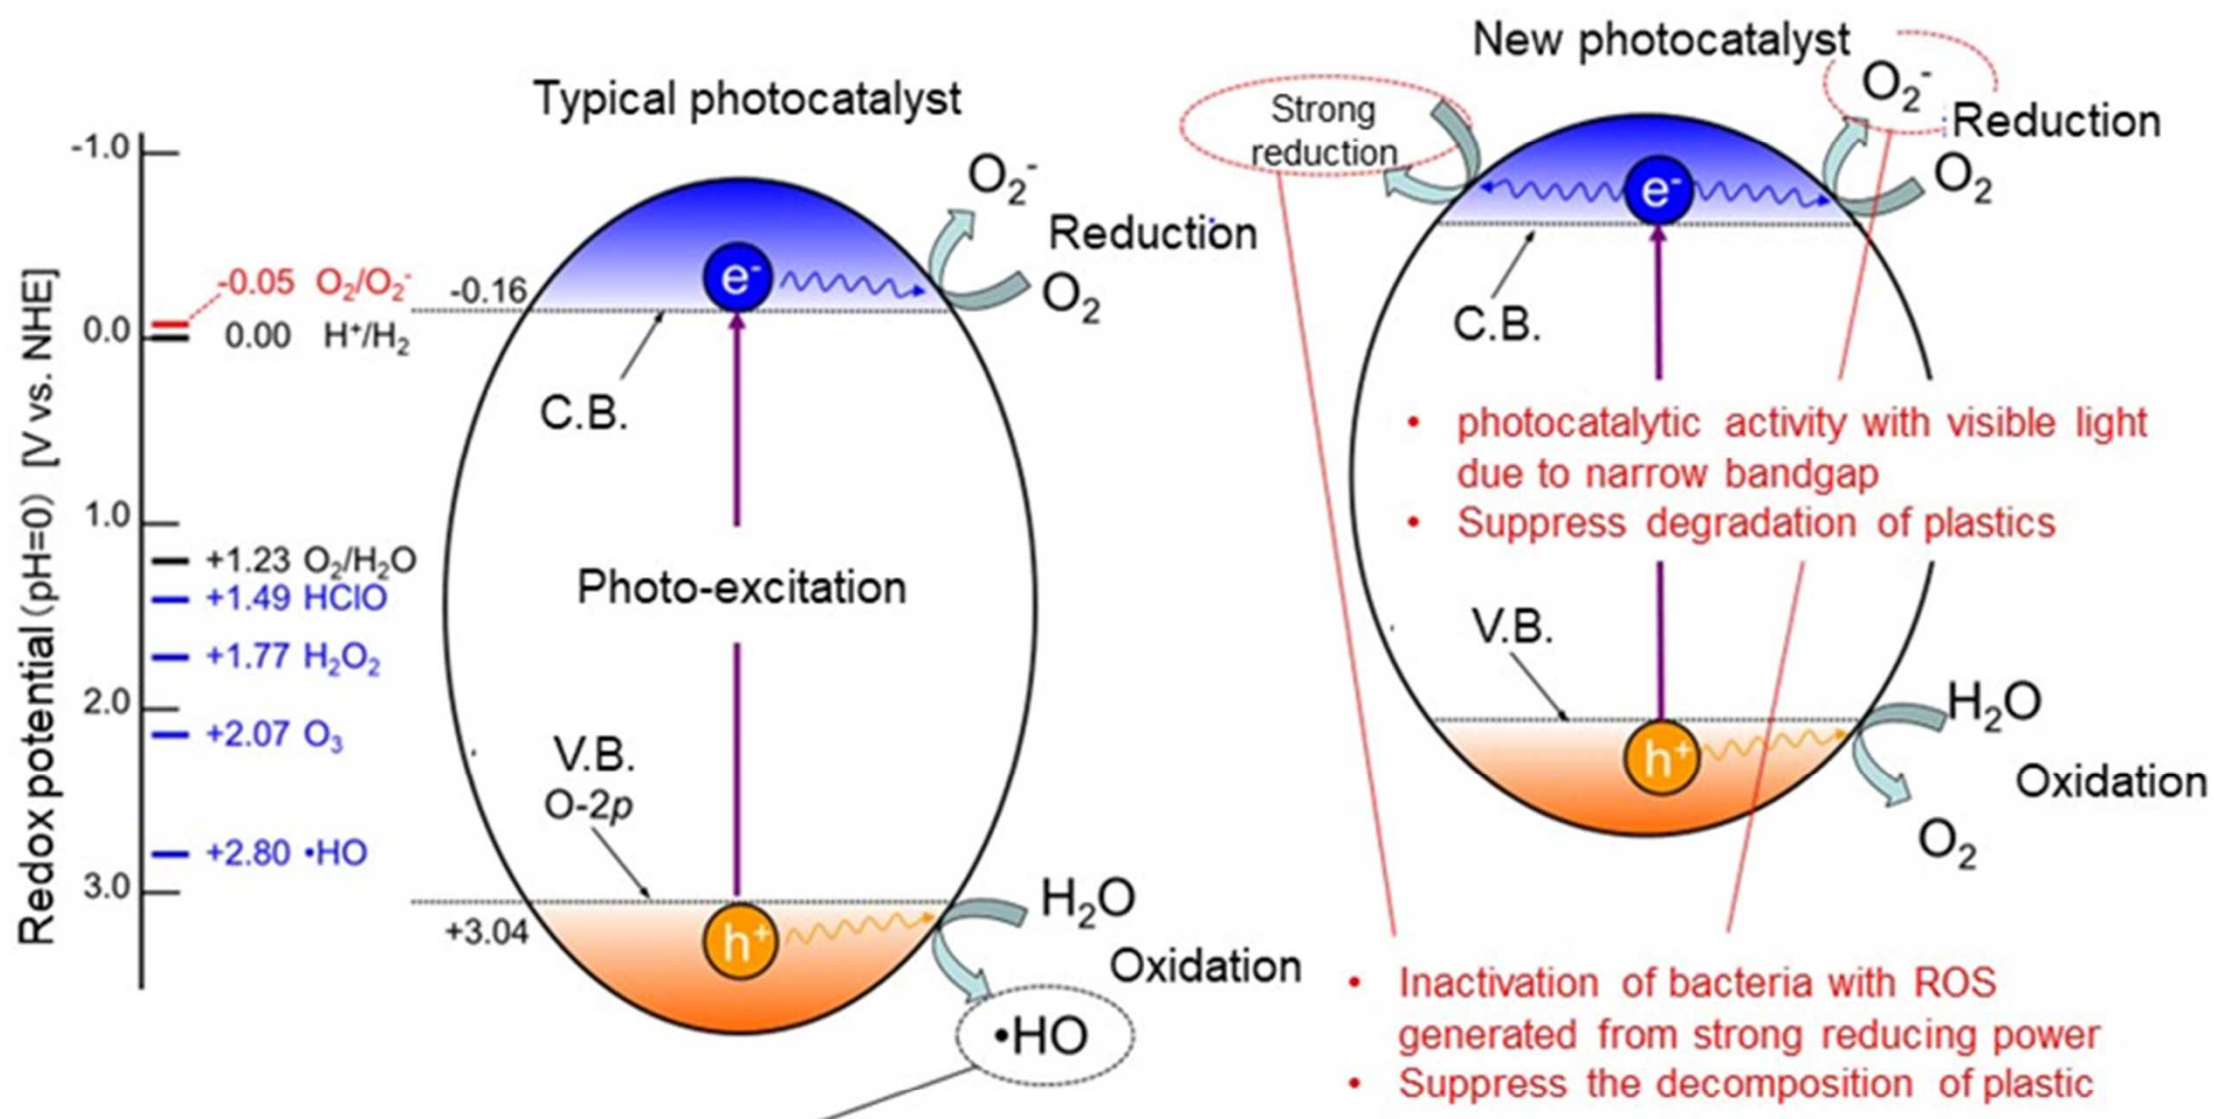 New photocatalyst
Typical photocatalyst
Redox potential (pH=0) [V vs. NHE]
-1.0
0.0
1.0
2.0
3.0
-0.05 O₂/O₂⁻
0.00 H⁺/H₂
+1.23 O₂/H₂O
+1.49 HClO
+1.77 H₂O₂
+2.07 O₃
+2.80 •HO
-0.16
e⁻
O₂⁻
Reduction
O₂
C.B.
Photo-excitation
V.B.
O-2p
+3.04
h⁺
H₂O
Oxidation
•HO
Strong
reduction
e⁻
O₂⁻
Reduction
O₂
C.B.
• photocatalytic activity with visible light
due to narrow bandgap
• Suppress degradation of plastics
V.B.
h⁺
H₂O
Oxidation
O₂
• Inactivation of bacteria with ROS
generated from strong reducing power
• Suppress the decomposition of plastic